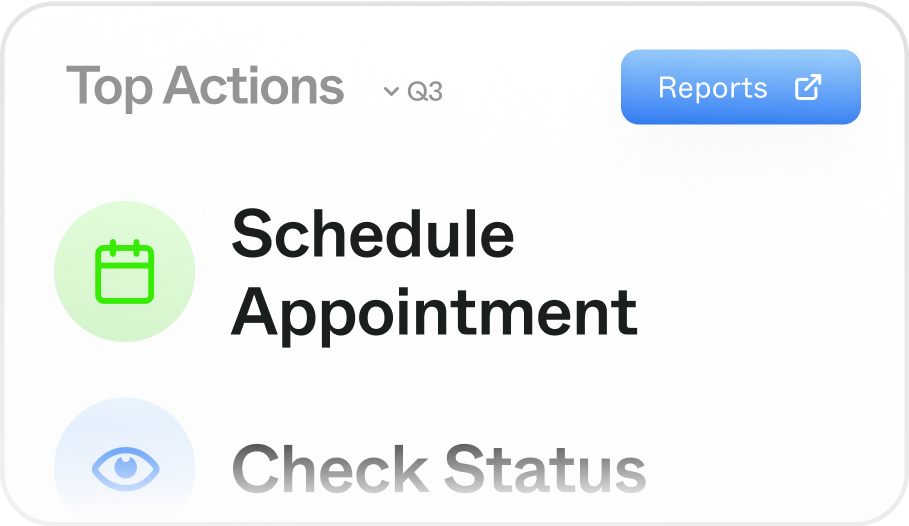 Top Actions
Q3
Reports
Schedule
Appointment
Check Status